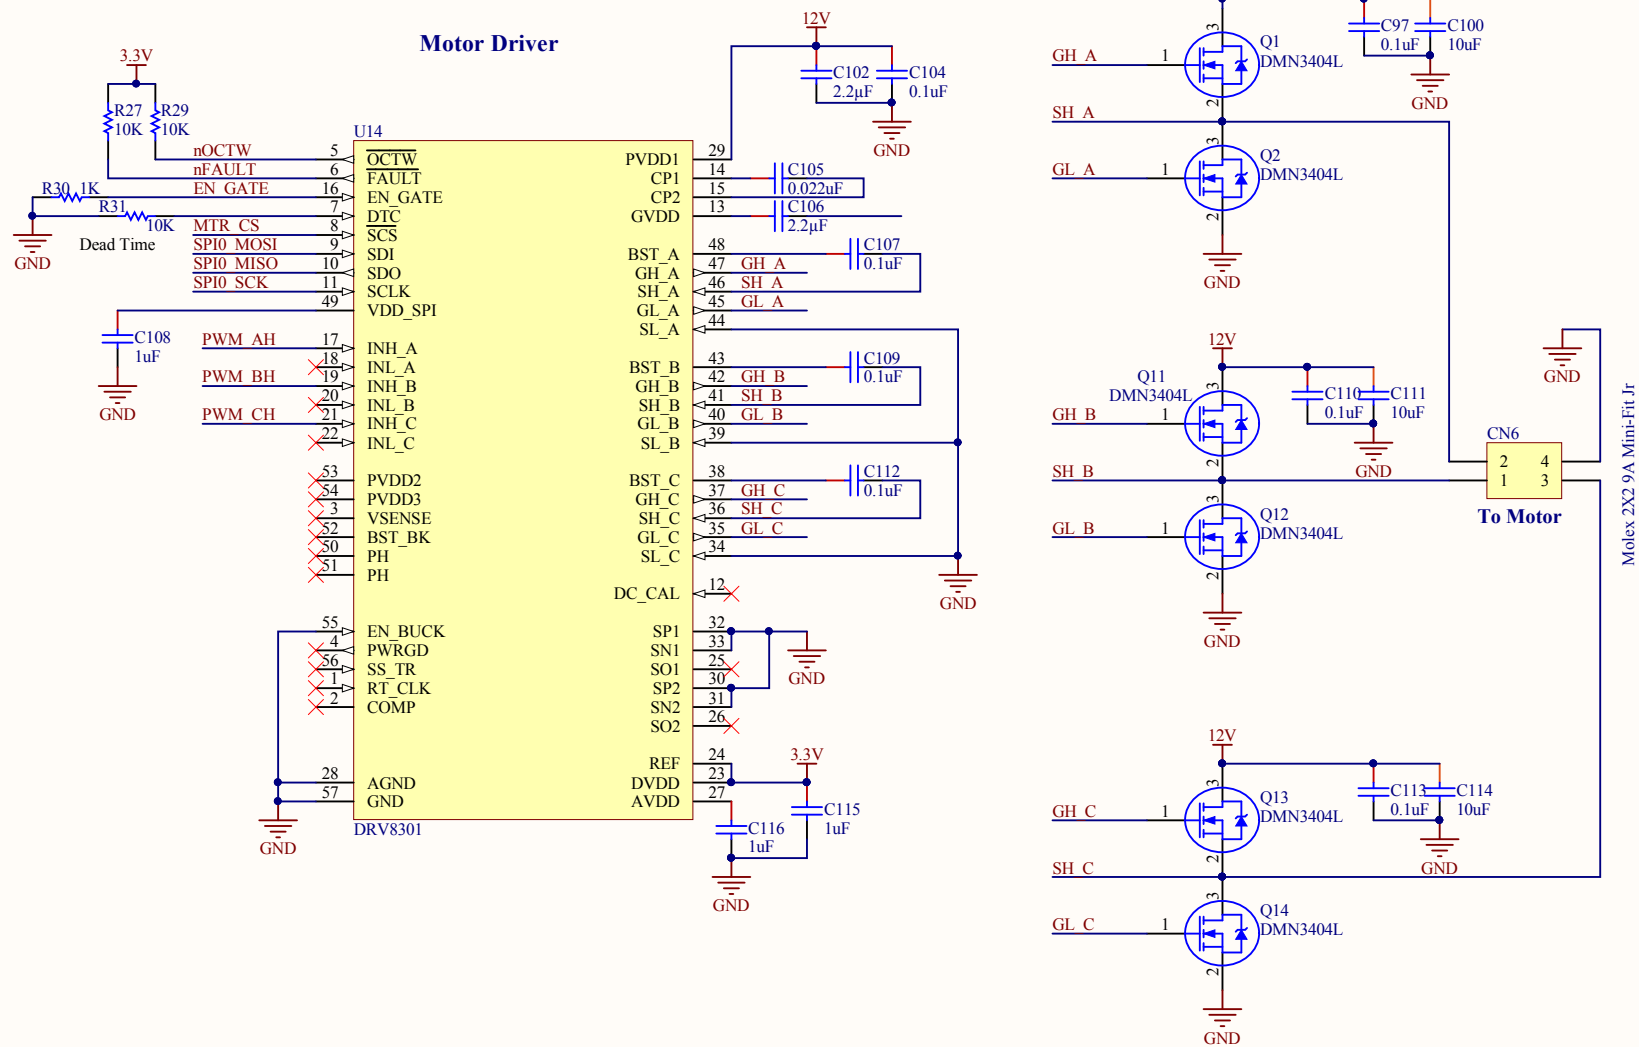 Motor Driver
3.3V
R27
10K
R29
10K
nOCTW
nFAULT
R30 1K
EN_GATE
R31
10K
Dead Time
GND
MTR_CS
SPI0_MOSI
SPI0_MISO
SPI0_SCK
C108
1uF
GND
PWM_AH
PWM_BH
PWM_CH
GND
U14
5 OCTW
6 FAULT
16 EN_GATE
7 DTC
8 SCS
9 SDI
10 SDO
11 SCLK
49 VDD_SPI
17 INH_A
18 INL_A
19 INH_B
20 INL_B
21 INH_C
22 INL_C
53 PVDD2
54 PVDD3
3 VSENSE
52 BST_BK
50 PH
51 PH
55 EN_BUCK
4 PWRGD
56 SS_TR
1 RT_CLK
2 COMP
28 AGND
57 GND
DRV8301
PVDD1 29
CP1 14
CP2 15
GVDD 13
BST_A 48
GH_A 47 GH_A
SH_A 46 SH_A
GL_A 45 GL_A
SL_A 44
BST_B 43
GH_B 42 GH_B
SH_B 41 SH_B
GL_B 40 GL_B
SL_B 39
BST_C 38
GH_C 37 GH_C
SH_C 36 SH_C
GL_C 35 GL_C
SL_C 34
DC_CAL 12
SP1 32
SN1 33
SO1 25
SP2 30
SN2 31
SO2 26
REF 24
DVDD 23
AVDD 27
12V
C102
2.2µF
C104
0.1uF
GND
C105
0.022uF
C106
2.2µF
C107
0.1uF
C109
0.1uF
C112
0.1uF
GND
GND
3.3V
C115
1uF
C116
1uF
GND
C97
0.1uF
C100
10uF
GND
GH_A
1
3
2
Q1
DMN3404L
SH_A
GL_A
1
3
2
Q2
DMN3404L
GND
12V
Q11
DMN3404L
GH_B
1
3
2
C110
0.1uF
C111
10uF
GND
SH_B
GL_B
1
3
2
Q12
DMN3404L
GND
GND
CN6
2 4
1 3
To Motor
Molex 2X2 9A Mini-Fit Jr
12V
GH_C
1
3
2
Q13
DMN3404L
C113
0.1uF
C114
10uF
GND
SH_C
GL_C
1
3
2
Q14
DMN3404L
GND